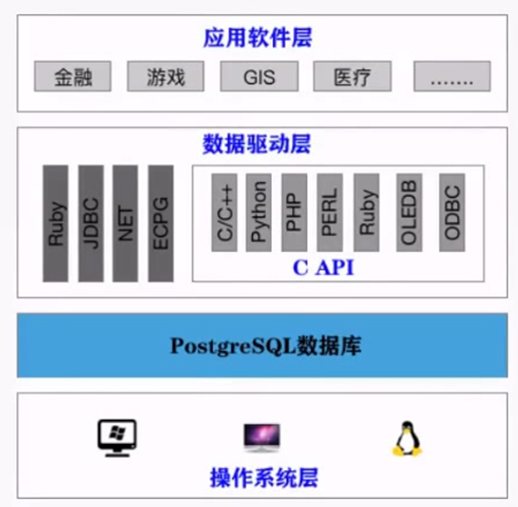 应用软件层
金融 游戏 GIS 医疗 .......
数据驱动层
Ruby JDBC NET ECPG C/C++ Python PHP PERL Ruby OLEDB ODBC
C API
PostgreSQL数据库
操作系统层